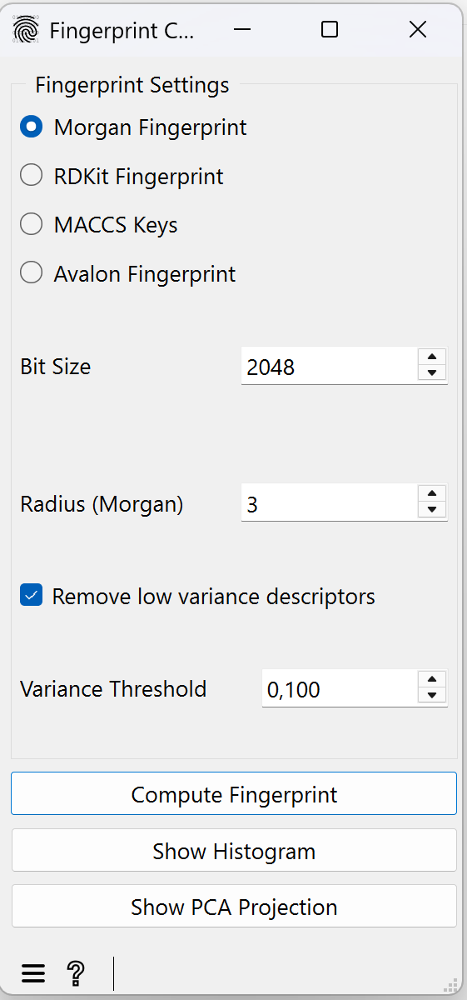 Fingerprint C...
Fingerprint Settings
Morgan Fingerprint
RDKit Fingerprint
MACCS Keys
Avalon Fingerprint
Bit Size 2048
Radius (Morgan) 3
Remove low variance descriptors
Variance Threshold 0,100
Compute Fingerprint
Show Histogram
Show PCA Projection
?